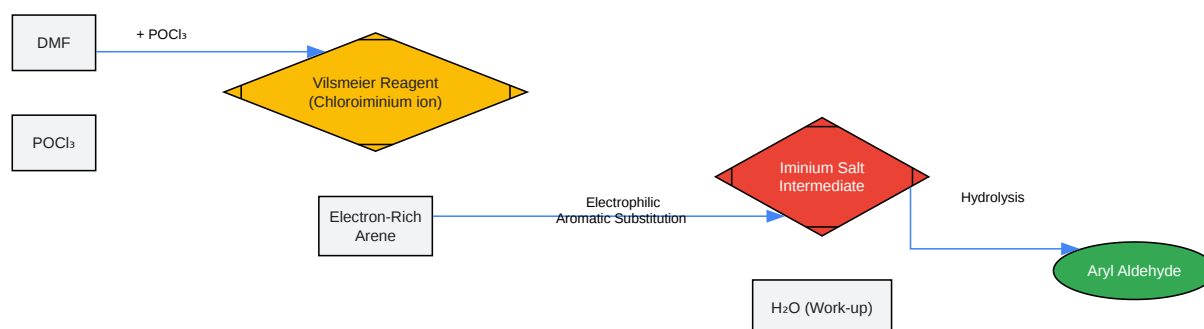 DMF
+ POCl₃
Vilsmeier Reagent
(Chloroiminium ion)
POCl₃
Electron-Rich
Arene
Electrophilic
Aromatic Substitution
Iminium Salt
Intermediate
Hydrolysis
Aryl Aldehyde
H₂O (Work-up)